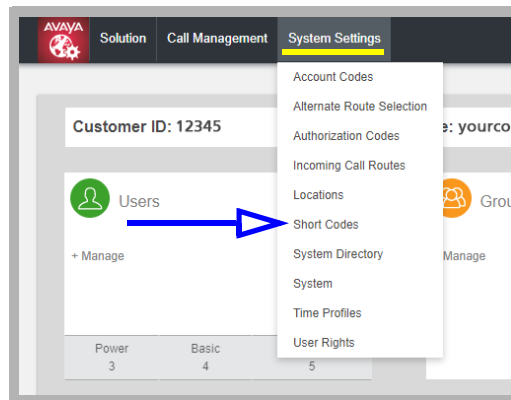 AVAYA
Solution Call Management System Settings
Account Codes
Alternate Route Selection
Customer ID: 12345
e: yourco
Authorization Codes
Incoming Call Routes
Locations
Users
Grou
Short Codes
+ Manage
System Directory
Manage
System
Time Profiles
User Rights
Power Basic
3 4 5